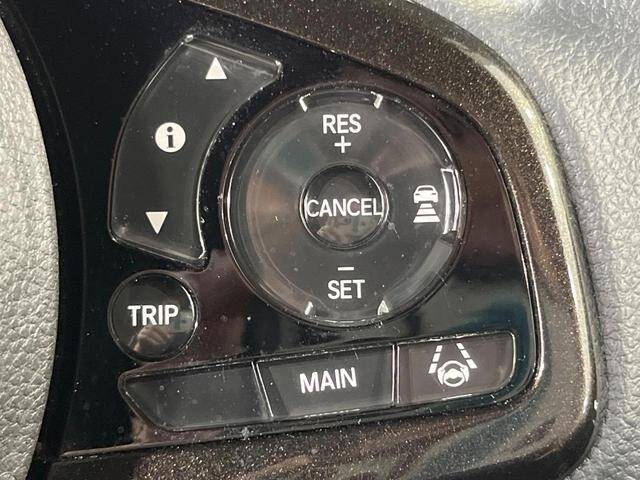 i
RES
+
CANCEL
−
SET
TRIP
MAIN